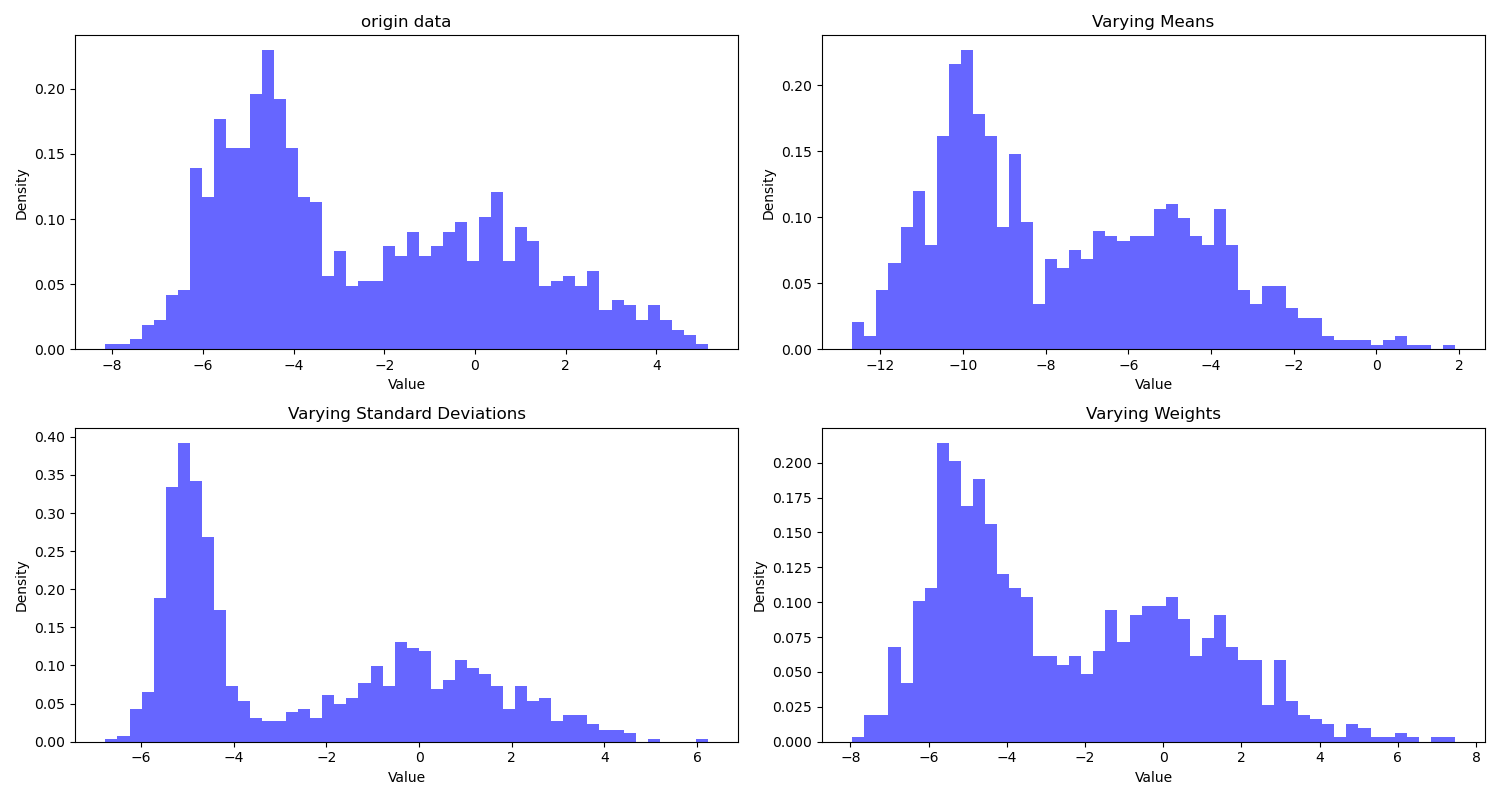 origin data
0.20
0.15
0.10
0.05
0.00
Density
−8 −6 −4 −2 0 2 4
Value
Varying Means
0.20
0.15
0.10
0.05
0.00
Density
−12 −10 −8 −6 −4 −2 0 2
Value
Varying Standard Deviations
0.40
0.35
0.30
0.25
0.20
0.15
0.10
0.05
0.00
Density
−6 −4 −2 0 2 4 6
Value
Varying Weights
0.200
0.175
0.150
0.125
0.100
0.075
0.050
0.025
0.000
Density
−8 −6 −4 −2 0 2 4 6 8
Value